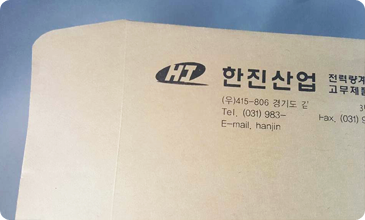 HJ 한진산업 전력량계
고무제품
(우)415-806 경기도 김
Tel. (031) 983- Fax. (031) 9
E-mail, hanjin